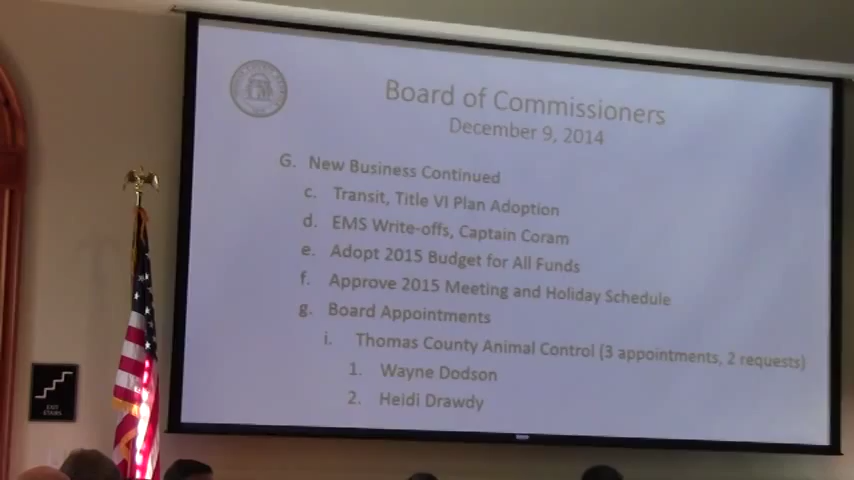 Board of Commissioners
December 9, 2014
G. New Business Continued
c. Transit, Title VI Plan Adoption
d. EMS Write-offs, Captain Coram
e. Adopt 2015 Budget for All Funds
f. Approve 2015 Meeting and Holiday Schedule
g. Board Appointments
i. Thomas County Animal Control (3 appointments, 2 requests)
1. Wayne Dodson
2. Heidi Drawdy
EXIT
STAIRS